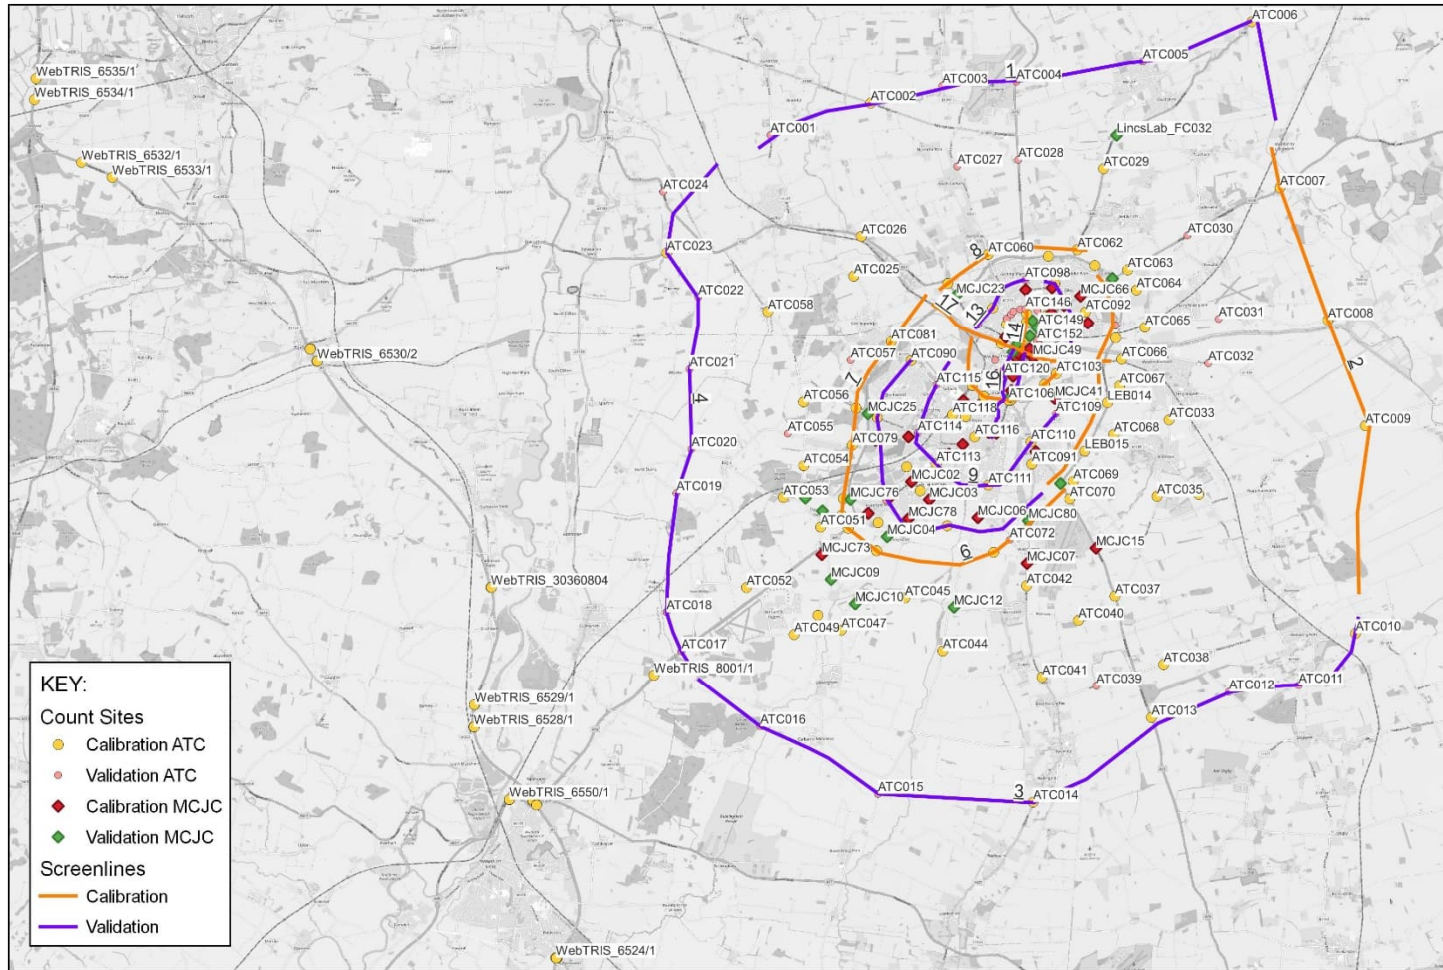 ATC006
ATC005
WebTRIS_6535/1
1
ATC003
ATC004
WebTRIS_6534/1
ATC002
ATC001
LincsLab_FC032
WebTRIS_6532/1
ATC027
ATC028
ATC029
WebTRIS_6533/1
ATC024
ATC007
ATC026
ATC030
ATC023
8
ATC060
ATC062
ATC025
ATC098
ATC063
ATC022
MCJC23
MCJC66
ATC064
ATC058
17
13
ATC146
ATC092
ATC149
ATC031
ATC008
ATC065
14
ATC152
ATC081
WebTRIS_6530/2
ATC057
ATC090
MCJC49
ATC066
ATC032
2
ATC021
ATC120
ATC103
ATC115
16
ATC067
4
7
ATC056
ATC106
MCJC41
LEB014
MCJC25
ATC118
ATC109
ATC033
ATC009
ATC055
ATC114
ATC116
ATC068
ATC020
ATC079
ATC110
ATC113
LEB015
ATC054
ATC091
9
MCJC02
ATC111
ATC069
ATC019
ATC053
MCJC76
MCJC03
ATC070
ATC035
MCJC78
MCJC06
MCJC80
ATC051
MCJC04
ATC072
6
MCJC73
MCJC07
MCJC15
MCJC09
WebTRIS_30360804
ATC052
ATC042
ATC045
ATC037
MCJC10
MCJC12
ATC018
ATC040
ATC049
ATC047
ATC010
ATC017
ATC044
WebTRIS_8001/1
ATC041
ATC038
ATC039
ATC012
ATC011
WebTRIS_6529/1
ATC013
WebTRIS_6528/1
ATC016
WebTRIS_6550/1
ATC015
3
ATC014
WebTRIS_6524/1
KEY:
Count Sites
Calibration ATC
Validation ATC
Calibration MCJC
Validation MCJC
Screenlines
Calibration
Validation